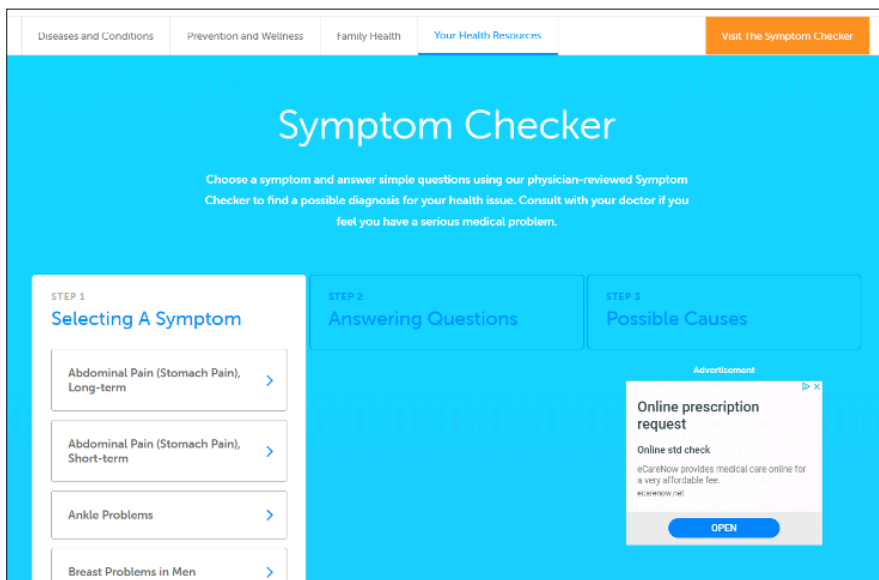 Diseases and Conditions
Prevention and Wellness
Family Health
Your Health Resources
Visit The Symptom Checker
Symptom Checker
Choose a symptom and answer simple questions using our physician-reviewed Symptom
Checker to find a possible diagnosis for your health issue. Consult with your doctor if you
feel you have a serious medical problem.
STEP 1
Selecting A Symptom
STEP 2
Answering Questions
STEP 3
Possible Causes
Abdominal Pain (Stomach Pain),
Long-term
Abdominal Pain (Stomach Pain),
Short-term
Ankle Problems
Breast Problems in Men
Advertisement
Online prescription
request
Online std check
eCareNow provides medical care online for
a very affordable fee.
ecarenow.net
OPEN